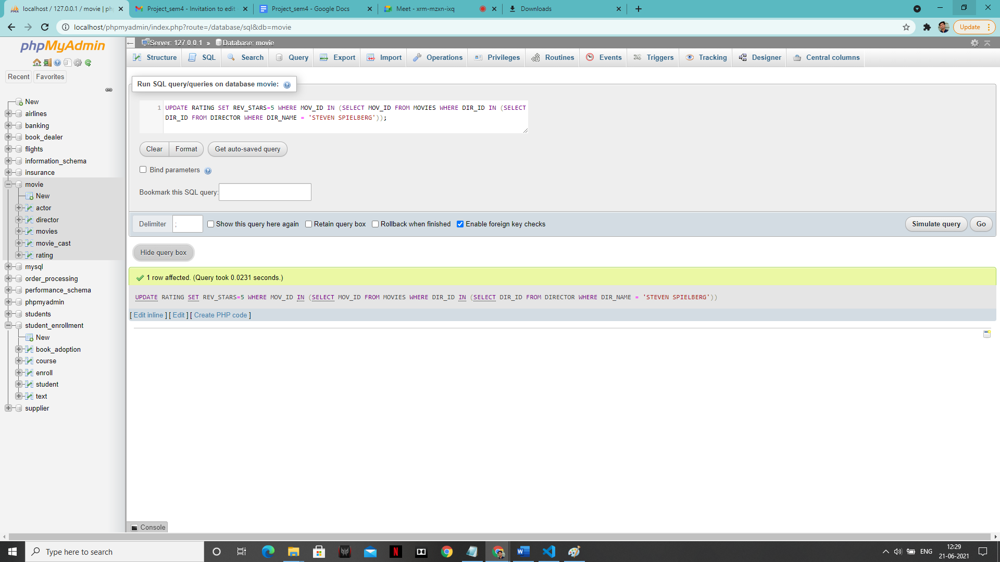 localhost / 127.0.0.1 / movie | ph
Project_sem4 - Invitation to edit
Project_sem4 - Google Docs
Meet - xrm-mzxn-ixq
Downloads
localhost/phpmyadmin/index.php?route=/database/sql&db=movie
Update
phpMyAdmin
Recent
Favorites
New
airlines
banking
book_dealer
flights
information_schema
insurance
movie
New
actor
director
movies
movie_cast
rating
mysql
order_processing
performance_schema
phpmyadmin
students
student_enrollment
New
book_adoption
course
enroll
student
text
supplier
Server: 127.0.0.1 » Database: movie
Structure SQL Search Query Export Import Operations Privileges Routines Events Triggers Tracking Designer Central columns
Run SQL query/queries on database movie:
1 UPDATE RATING SET REV_STARS=5 WHERE MOV_ID IN (SELECT MOV_ID FROM MOVIES WHERE DIR_ID IN (SELECT
DIR_ID FROM DIRECTOR WHERE DIR_NAME = 'STEVEN SPIELBERG'));
Clear Format Get auto-saved query
Bind parameters
Bookmark this SQL query:
Delimiter ; Show this query here again Retain query box Rollback when finished Enable foreign key checks Simulate query Go
Hide query box
1 row affected. (Query took 0.0231 seconds.)
UPDATE RATING SET REV_STARS=5 WHERE MOV_ID IN (SELECT MOV_ID FROM MOVIES WHERE DIR_ID IN (SELECT DIR_ID FROM DIRECTOR WHERE DIR_NAME = 'STEVEN SPIELBERG'))
[ Edit inline ] [ Edit ] [ Create PHP code ]
Console
Type here to search
ENG
12:29
21-06-2021